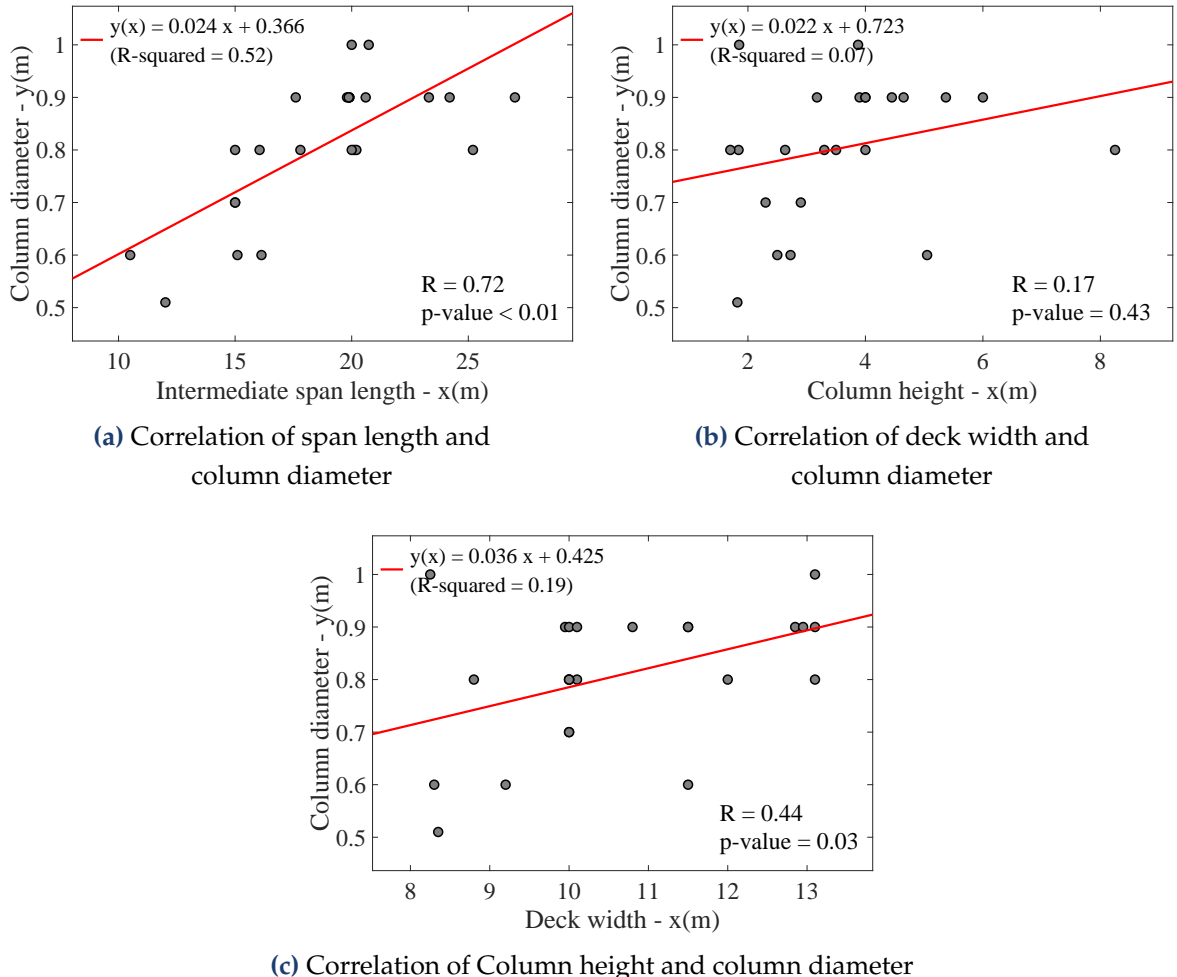 y(x) = 0.024 x + 0.366
(R-squared = 0.52)
1
0.9
0.8
0.7
0.6
0.5
Column diameter - y(m)
R = 0.72
p-value < 0.01
10
15
20
25
Intermediate span length - x(m)
(a) Correlation of span length and
column diameter
y(x) = 0.022 x + 0.723
(R-squared = 0.07)
1
0.9
0.8
0.7
0.6
0.5
Column diameter - y(m)
R = 0.17
p-value = 0.43
2
4
6
8
Column height - x(m)
(b) Correlation of deck width and
column diameter
y(x) = 0.036 x + 0.425
(R-squared = 0.19)
1
0.9
0.8
0.7
0.6
0.5
Column diameter - y(m)
R = 0.44
p-value = 0.03
8
9
10
11
12
13
Deck width - x(m)
(c) Correlation of Column height and column diameter